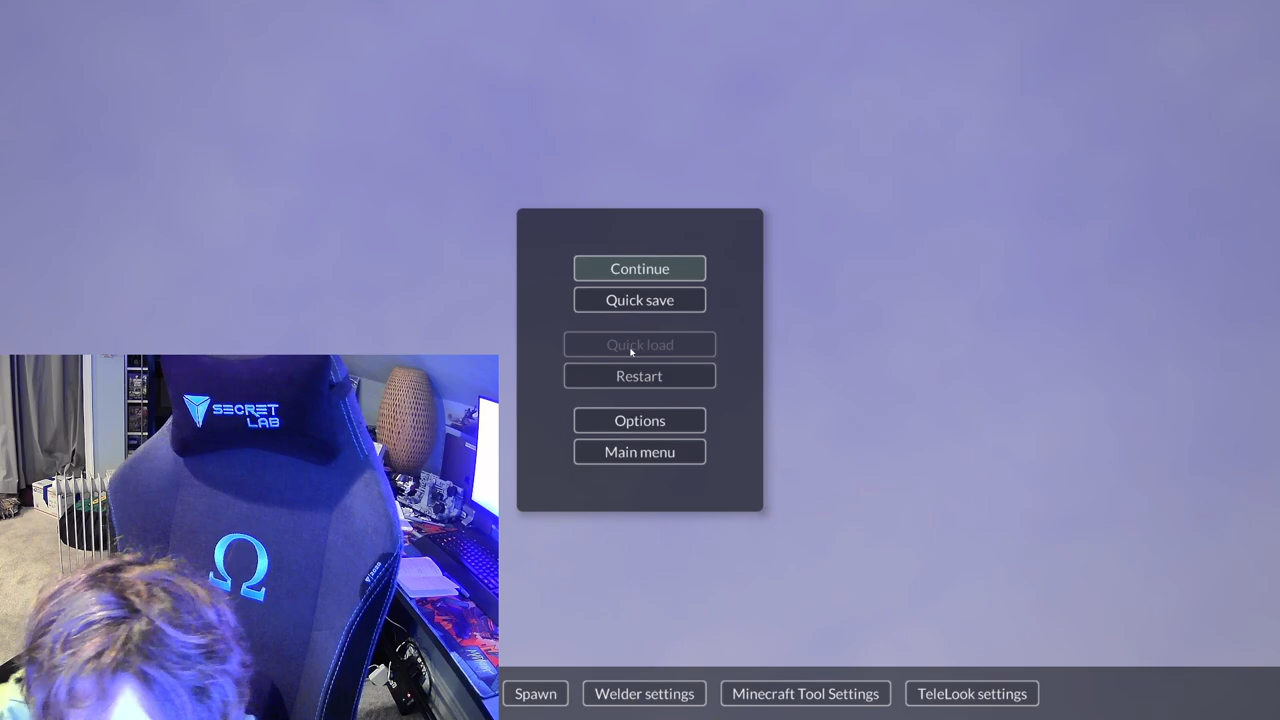 Continue
Quick save
Quick load
Restart
Options
Main menu
SECRET
LAB
Ω
Spawn
Welder settings
Minecraft Tool Settings
TeleLook settings